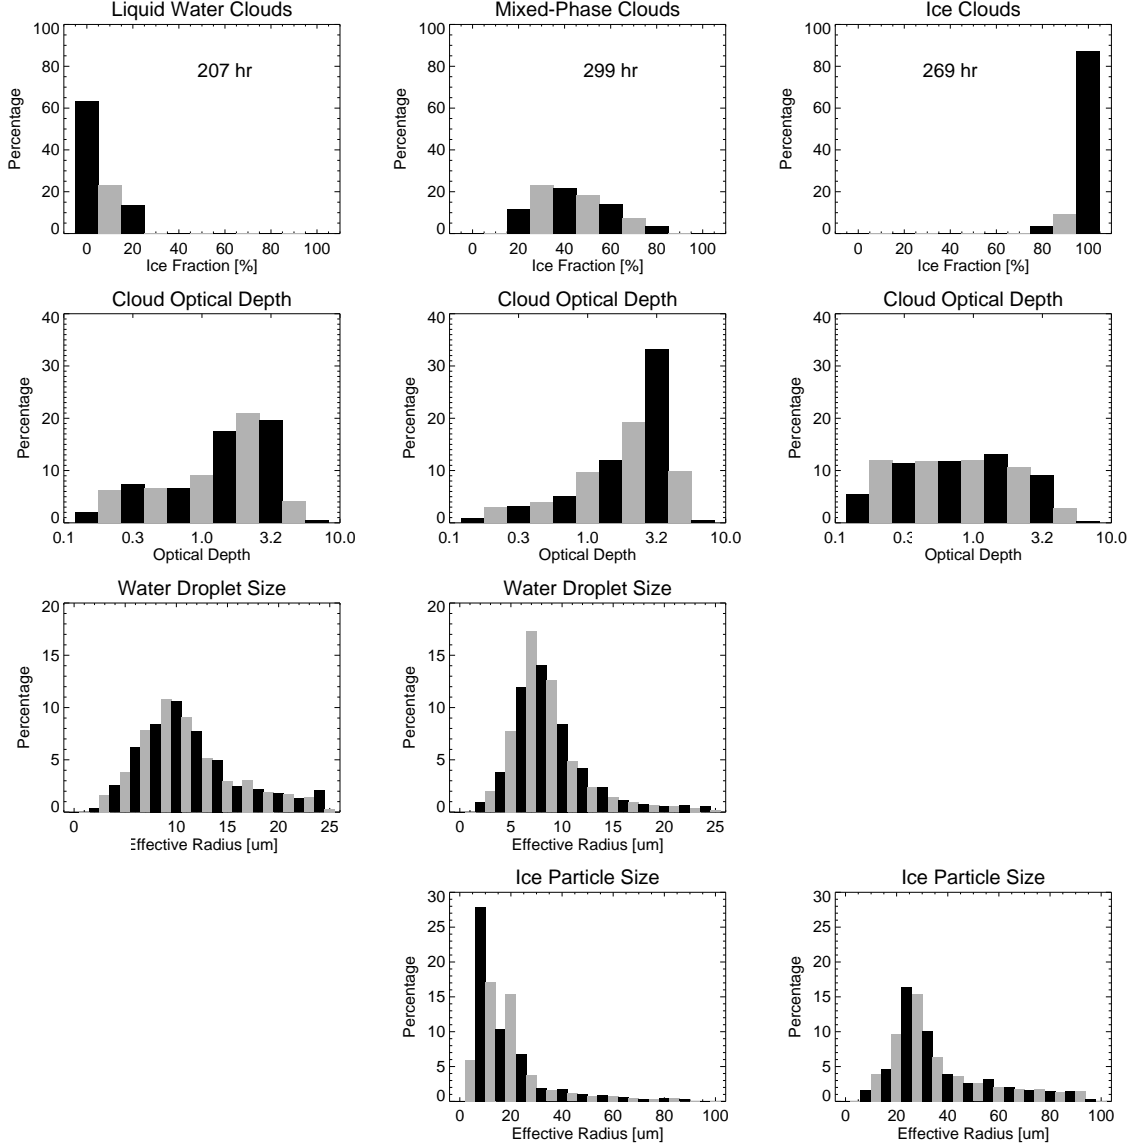 Liquid Water Clouds
Percentage
100
80
60
40
20
0
207 hr
0 20 40 60 80 100
Ice Fraction [%]
Mixed-Phase Clouds
Percentage
100
80
60
40
20
0
299 hr
0 20 40 60 80 100
Ice Fraction [%]
Ice Clouds
Percentage
100
80
60
40
20
0
269 hr
0 20 40 60 80 100
Ice Fraction [%]
Cloud Optical Depth
Percentage
40
30
20
10
0
0.1 0.3 1.0 3.2 10.0
Optical Depth
Cloud Optical Depth
Percentage
40
30
20
10
0
0.1 0.3 1.0 3.2 10.0
Optical Depth
Cloud Optical Depth
Percentage
40
30
20
10
0
0.1 0.3 1.0 3.2 10.0
Optical Depth
Water Droplet Size
Percentage
20
15
10
5
0
0 10 15 20 25
Effective Radius [um]
Water Droplet Size
Percentage
20
15
10
5
0
0 5 10 15 20 25
Effective Radius [um]
Ice Particle Size
Percentage
30
25
20
15
10
5
0
0 20 40 60 80 100
Effective Radius [um]
Ice Particle Size
Percentage
30
25
20
15
10
5
0
0 20 40 60 80 100
Effective Radius [um]